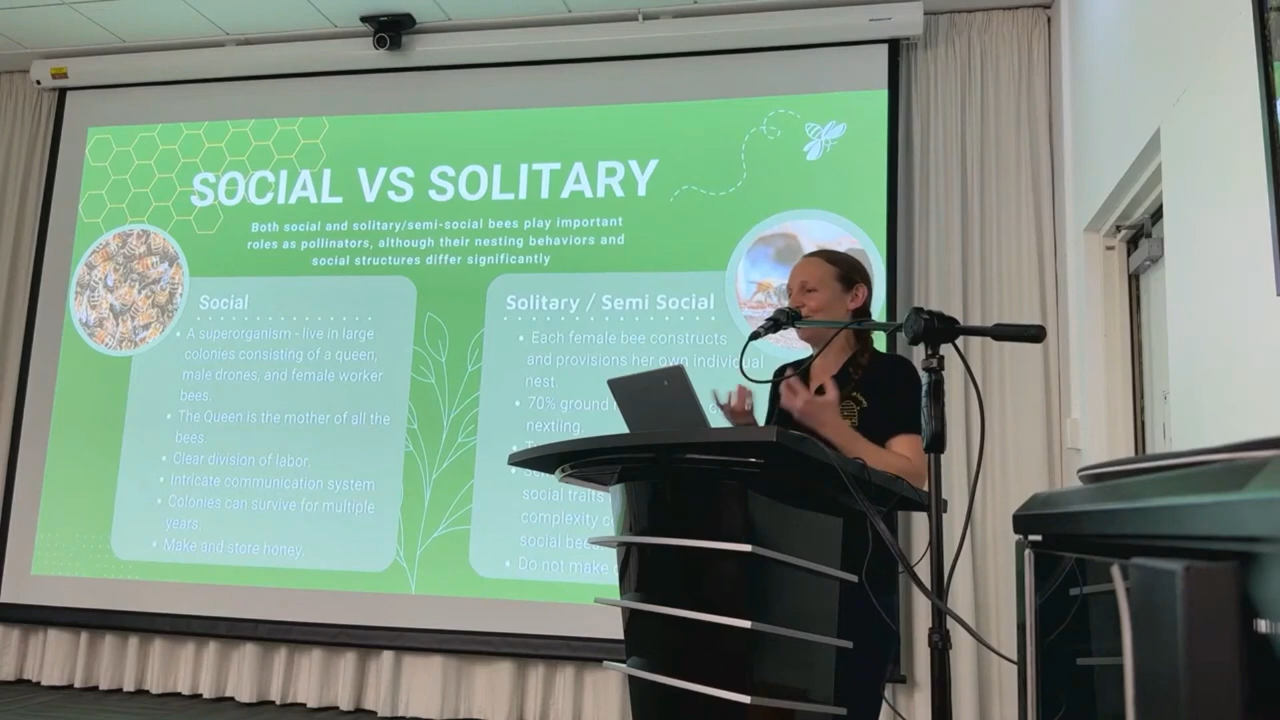 SOCIAL VS SOLITARY
Both social and solitary/semi-social bees play important
roles as pollinators, although their nesting behaviors and
social structures differ significantly
Social
• A superorganism - live in large
colonies consisting of a queen,
male drones, and female worker
bees.
• The Queen is the mother of all the
bees.
• Clear division of labor.
• Intricate communication system
• Colonies can survive for multiple
years.
• Make and store honey.
Solitary / Semi Social
• Each female bee constructs
and provisions her own individual
nest.
• 70% ground
nextiing.
social traits
complexity
social bees
• Do not make